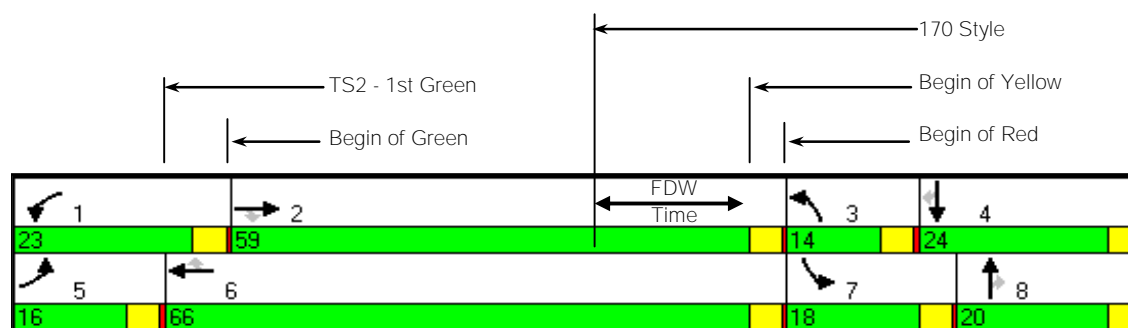 170 Style
TS2 - 1st Green
Begin of Yellow
Begin of Green
Begin of Red
FDW
Time
1
2
3
4
23
59
14
24
5
6
7
8
16
66
18
20